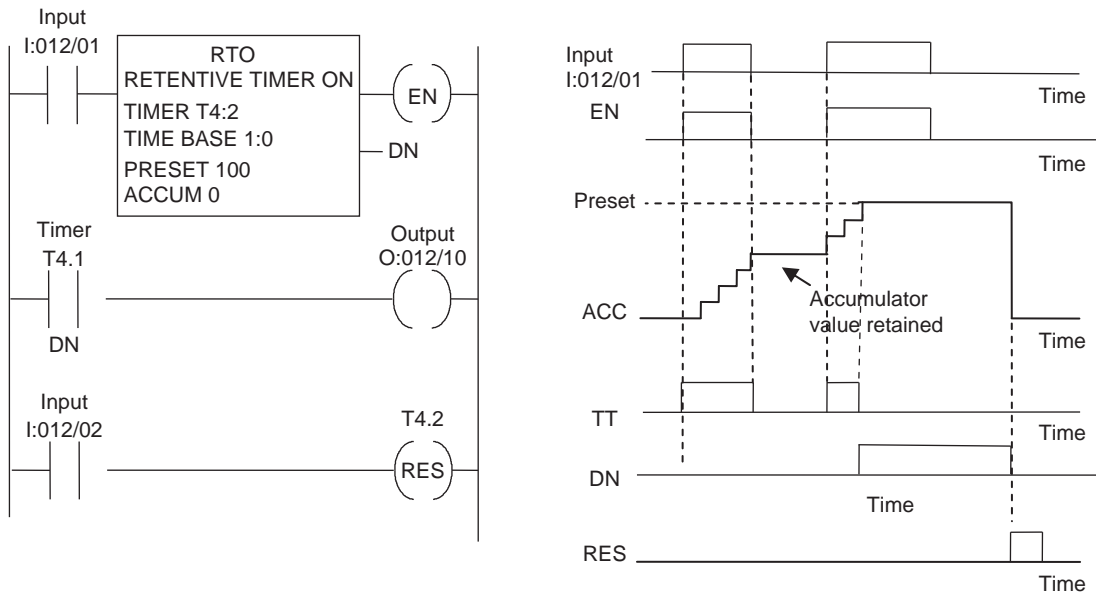 Input
I:012/01
RTO
RETENTIVE TIMER ON
TIMER T4:2
TIME BASE 1:0
PRESET 100
ACCUM 0
EN
DN
Timer
T4.1
DN
Output
O:012/10
Input
I:012/02
T4.2
RES
Input
I:012/01
Time
EN
Time
Preset
ACC
Accumulator
value retained
Time
TT
Time
DN
Time
RES
Time